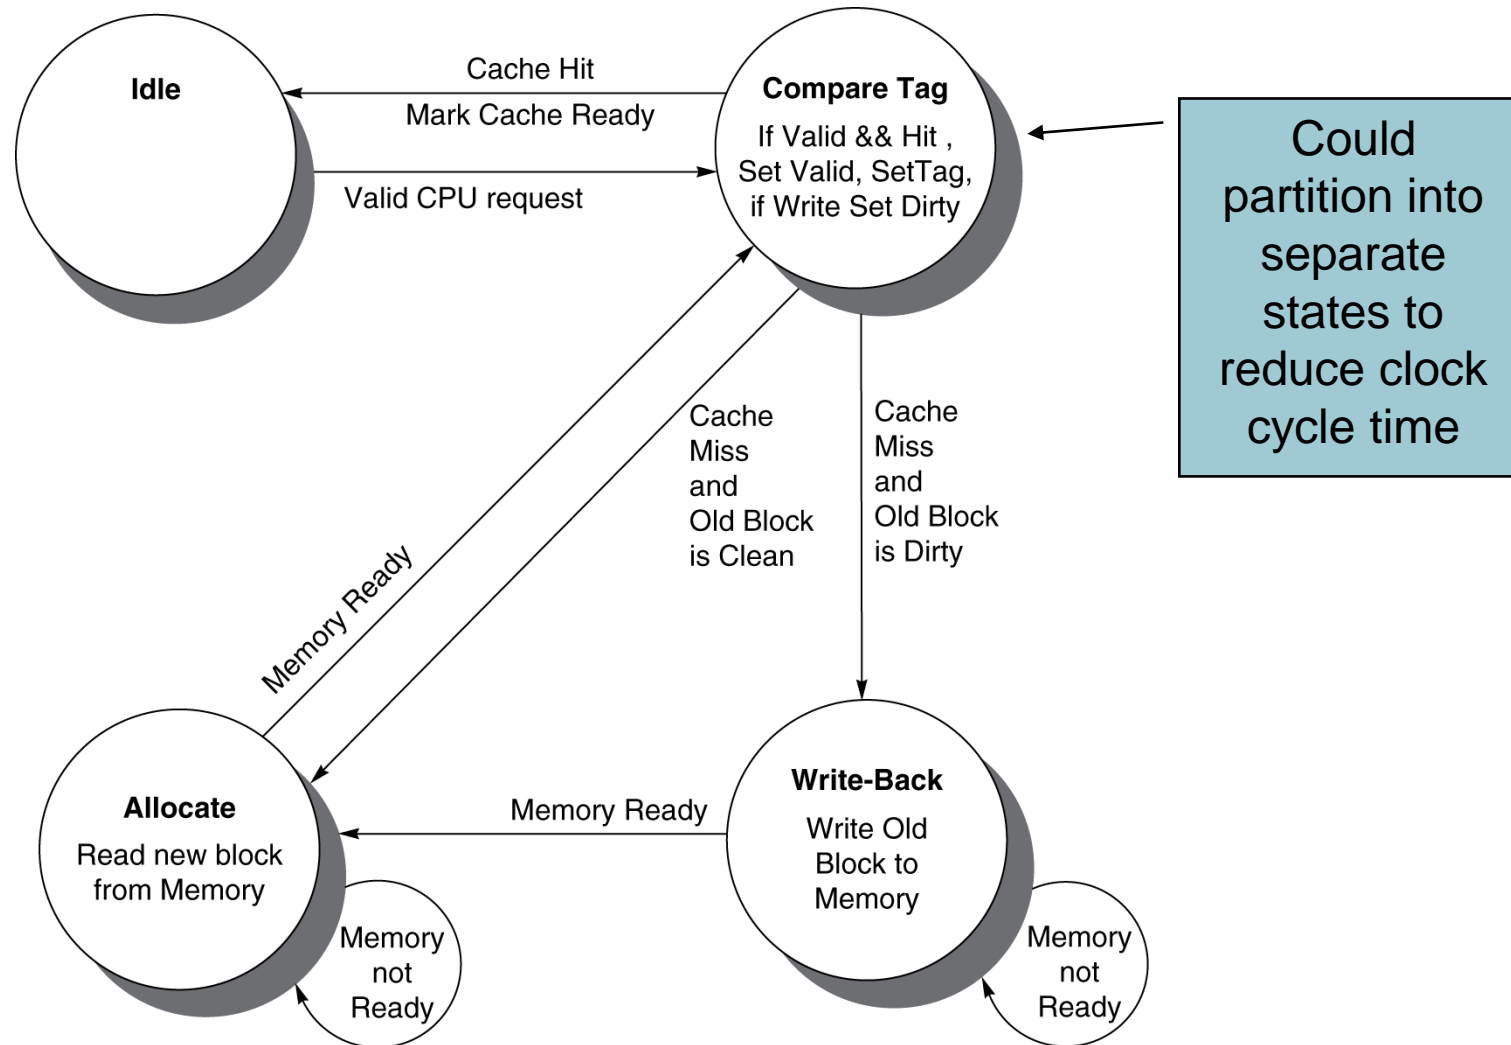 Idle
Cache Hit
Mark Cache Ready
Valid CPU request
Compare Tag
If Valid && Hit ,
Set Valid, SetTag,
if Write Set Dirty
Could
partition into
separate
states to
reduce clock
cycle time
Cache
Miss
and
Old Block
is Clean
Cache
Miss
and
Old Block
is Dirty
Memory Ready
Allocate
Read new block
from Memory
Memory
not
Ready
Memory Ready
Write-Back
Write Old
Block to
Memory
Memory
not
Ready